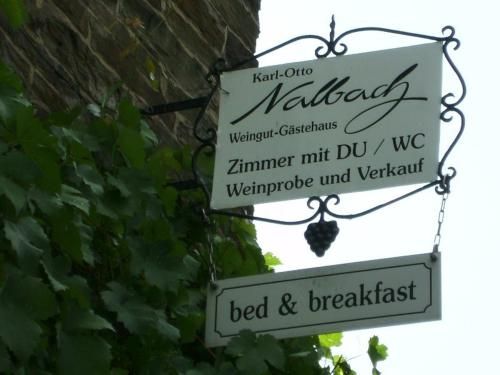 Karl-Otto
Nalbach
Weingut-Gästehaus
Zimmer mit DU / WC
Weinprobe und Verkauf
bed & breakfast